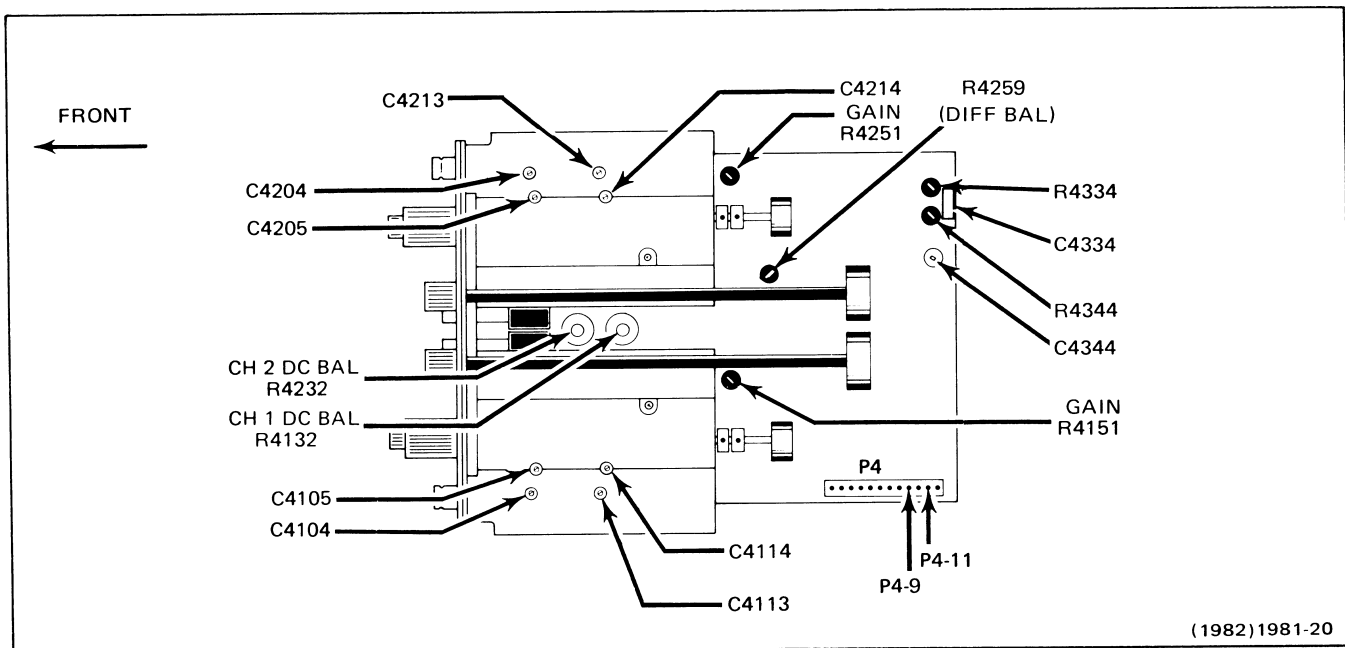 FRONT
C4213
C4214
GAIN
R4251
R4259
(DIFF BAL)
C4204
C4205
R4334
C4334
R4344
C4344
CH 2 DC BAL
R4232
CH 1 DC BAL
R4132
GAIN
R4151
P4
C4105
C4104
C4114
C4113
P4-11
P4-9
(1982)1981-20